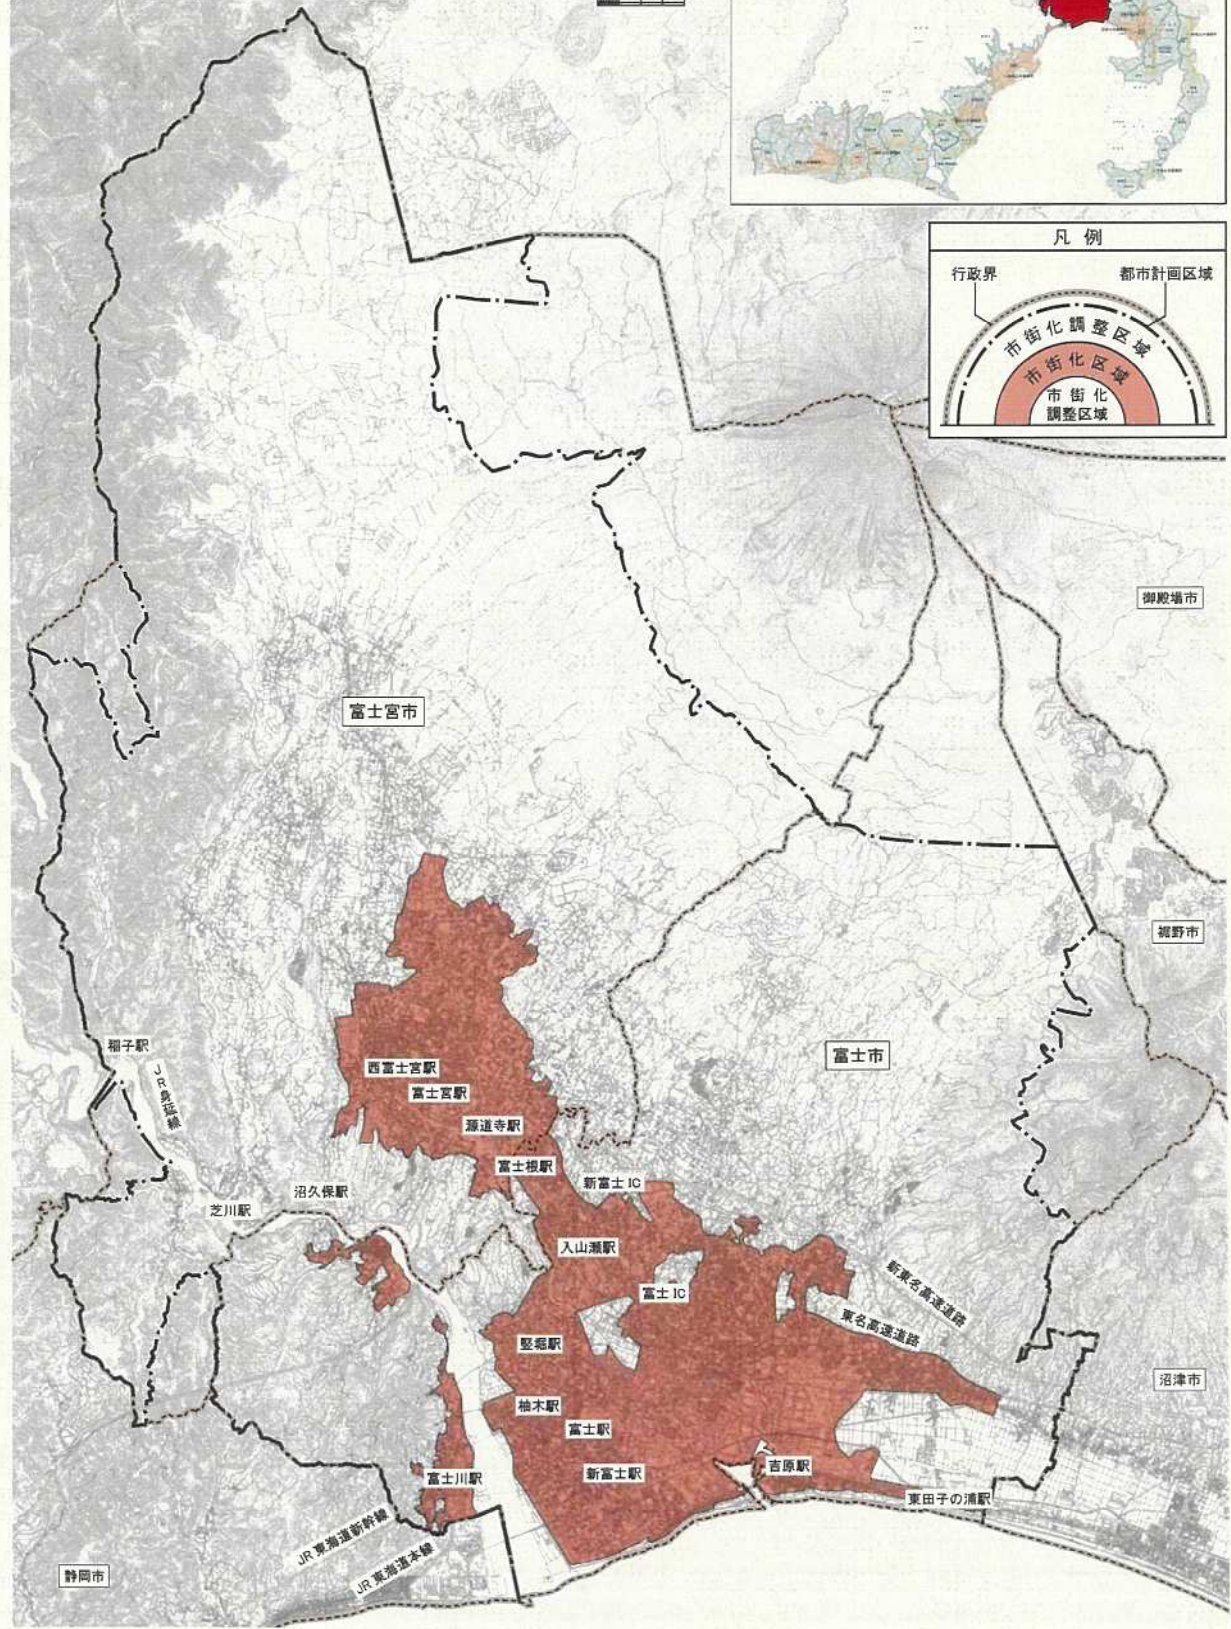 凡例
行政界
都市計画区域
市街化調整区域
市街化区域
市街化
調整区域
御殿場市
富士宮市
裾野市
富士市
稲子駅
JR身延線
西富士宮駅
富士宮駅
源道寺駅
富士根駅
新富士IC
沼久保駅
芝川駅
入山瀬駅
富士IC
新東名高速道路
東名高速道路
竪堀駅
沼津市
柚木駅
富士駅
新富士駅
吉原駅
富士川駅
東田子の浦駅
JR東海道新幹線
JR東海道本線
静岡市